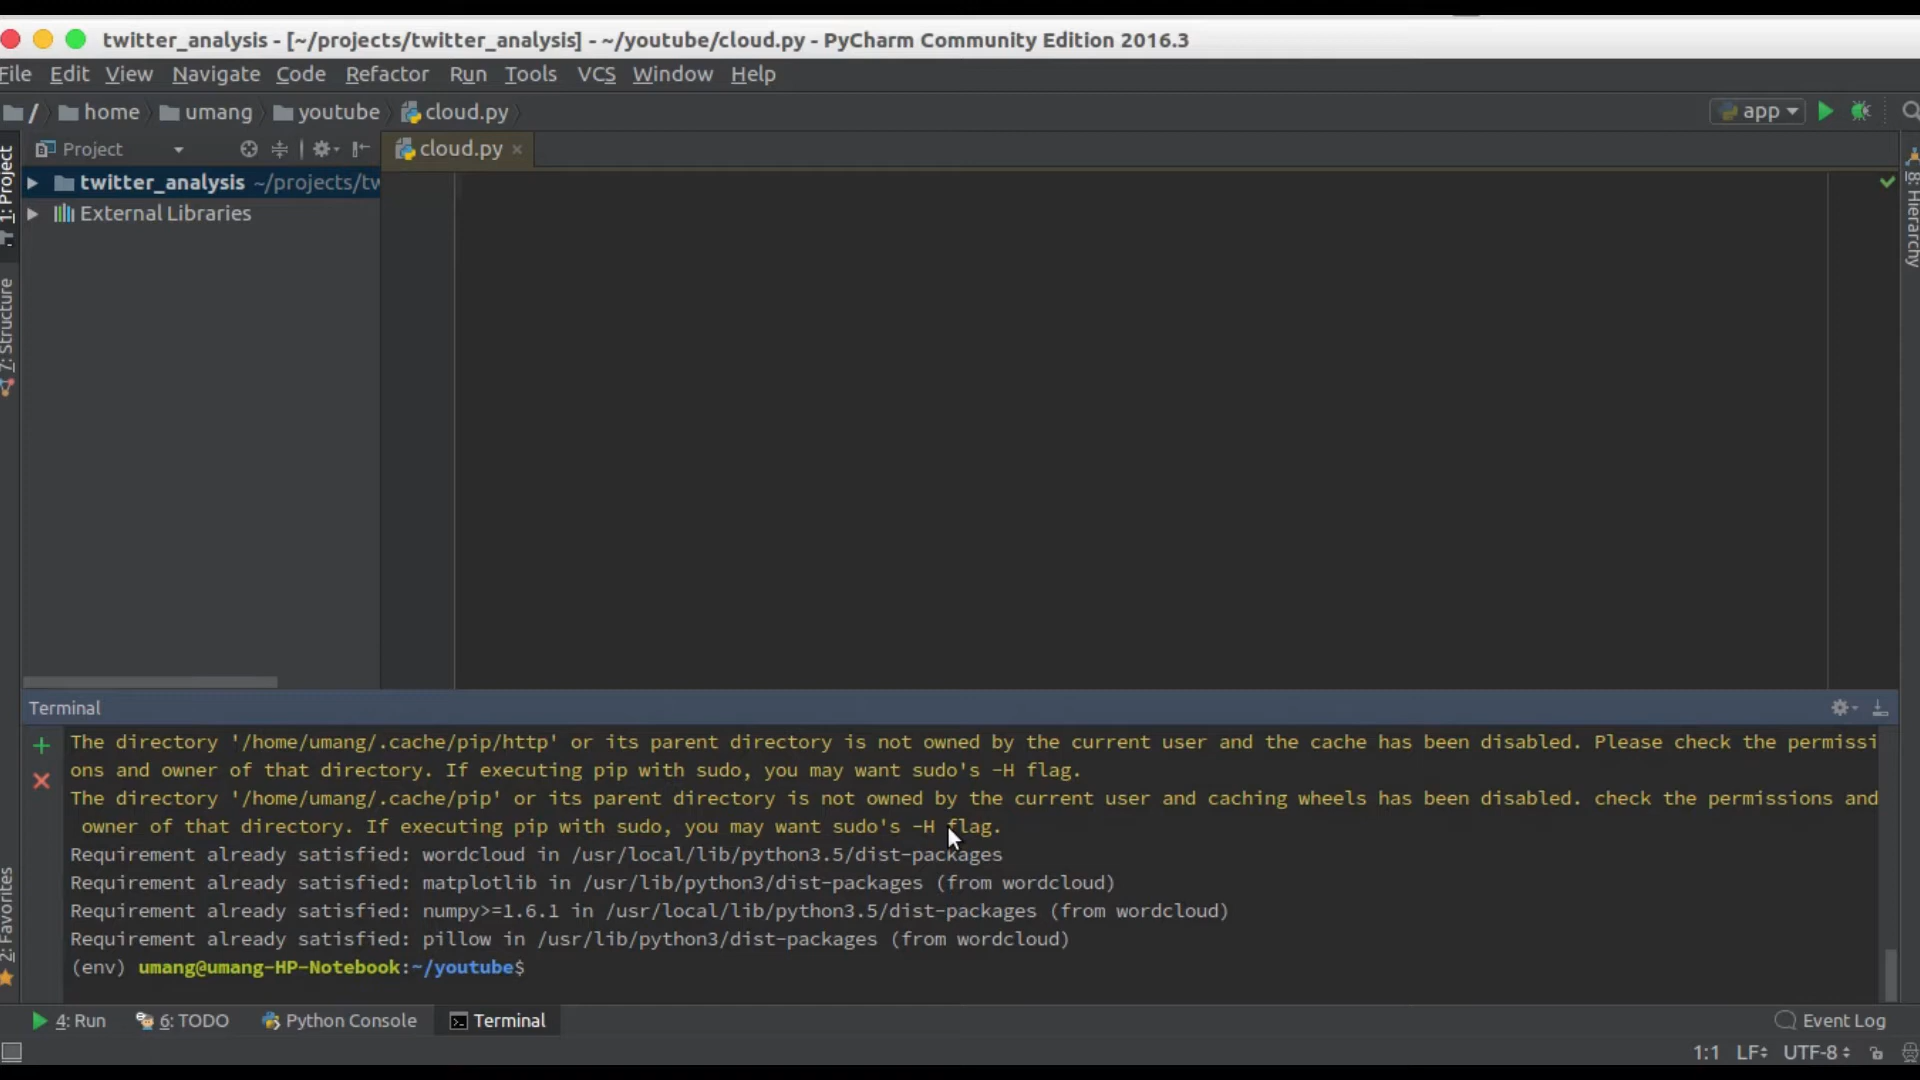 twitter_analysis - [~/projects/twitter_analysis] - ~/youtube/cloud.py - PyCharm Community Edition 2016.3
File Edit View Navigate Code Refactor Run Tools VCS Window Help
/ home umang youtube cloud.py app
Project cloud.py
1: Project
twitter_analysis ~/projects/tw
External Libraries
7: Structure
8: Hierarchy
Terminal
The directory '/home/umang/.cache/pip/http' or its parent directory is not owned by the current user and the cache has been disabled. Please check the permissi
ons and owner of that directory. If executing pip with sudo, you may want sudo's -H flag.
The directory '/home/umang/.cache/pip' or its parent directory is not owned by the current user and caching wheels has been disabled. check the permissions and
owner of that directory. If executing pip with sudo, you may want sudo's -H flag.
Requirement already satisfied: wordcloud in /usr/local/lib/python3.5/dist-packages
Requirement already satisfied: matplotlib in /usr/lib/python3/dist-packages (from wordcloud)
Requirement already satisfied: numpy>=1.6.1 in /usr/local/lib/python3.5/dist-packages (from wordcloud)
Requirement already satisfied: pillow in /usr/lib/python3/dist-packages (from wordcloud)
(env) umang@umang-HP-Notebook:~/youtube$
2: Favorites
4: Run 6: TODO Python Console Terminal Event Log
1:1 LF UTF-8